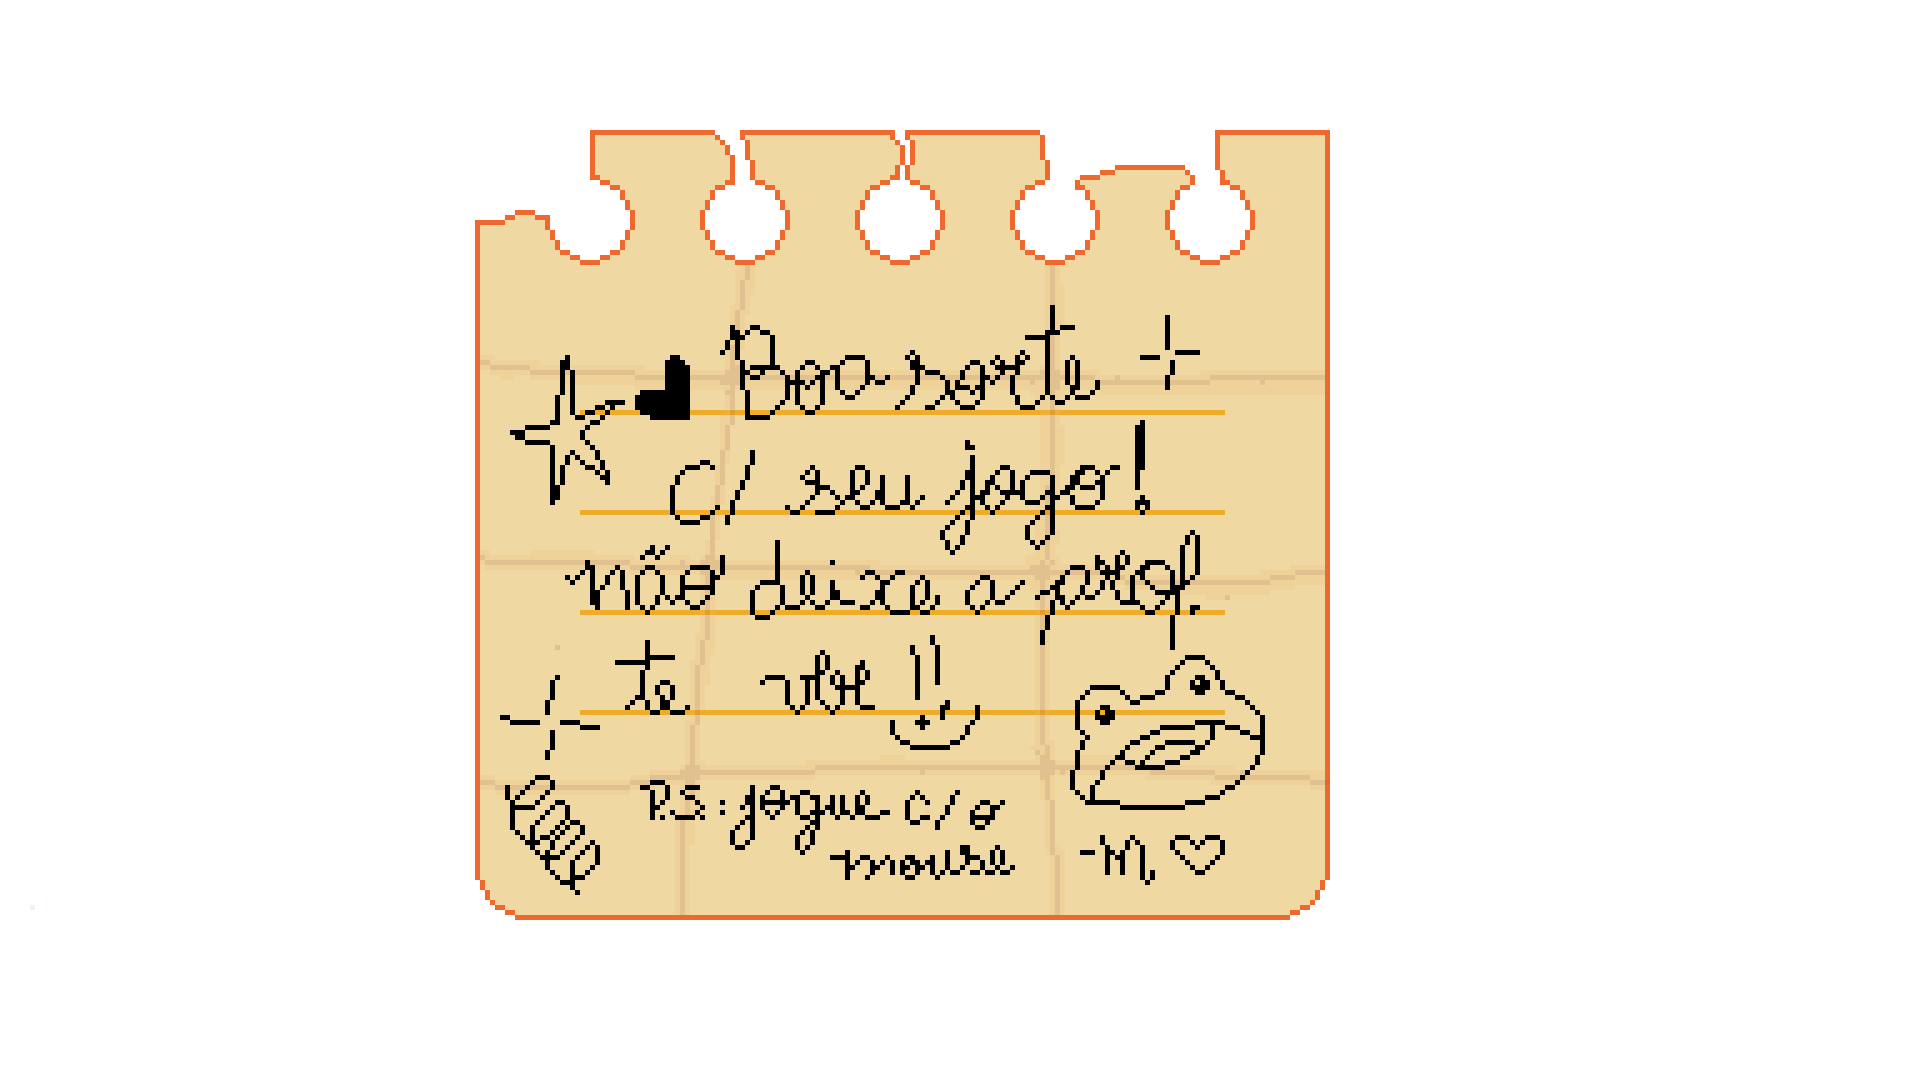 Boa sorte
c/ seu jogo!
não deixe a prof.
te ver!!
P.S.: jogue c/ o
mouse
-M